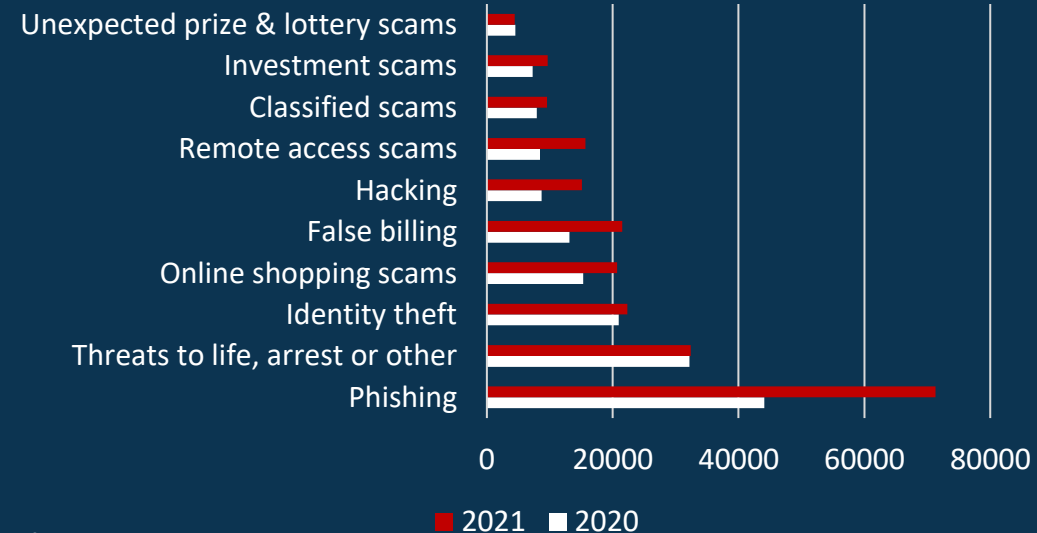 Unexpected prize & lottery scams
Investment scams
Classified scams
Remote access scams
Hacking
False billing
Online shopping scams
Identity theft
Threats to life, arrest or other
Phishing
0 20000 40000 60000 80000
2021 2020